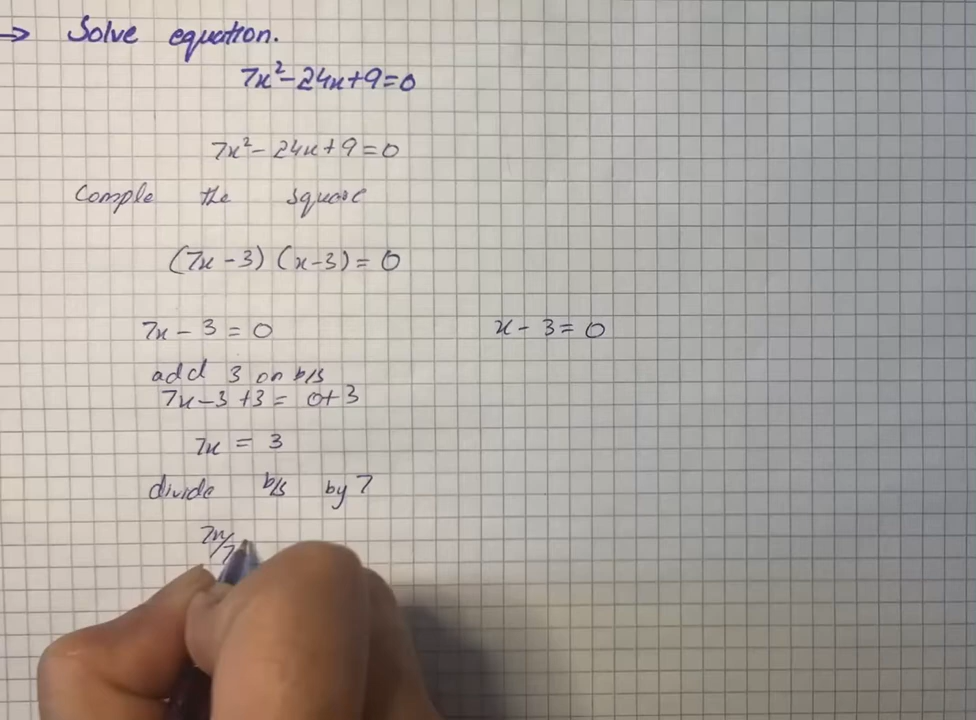 → Solve equation.
7x²-24x+9=0
7x²-24x+9=0
Comple the square
(7x-3) (x-3) = 0
7x - 3 = 0
x - 3 = 0
add 3 on b/s
7x-3+3 = 0+3
7x = 3
divide b/s by 7
7x/7